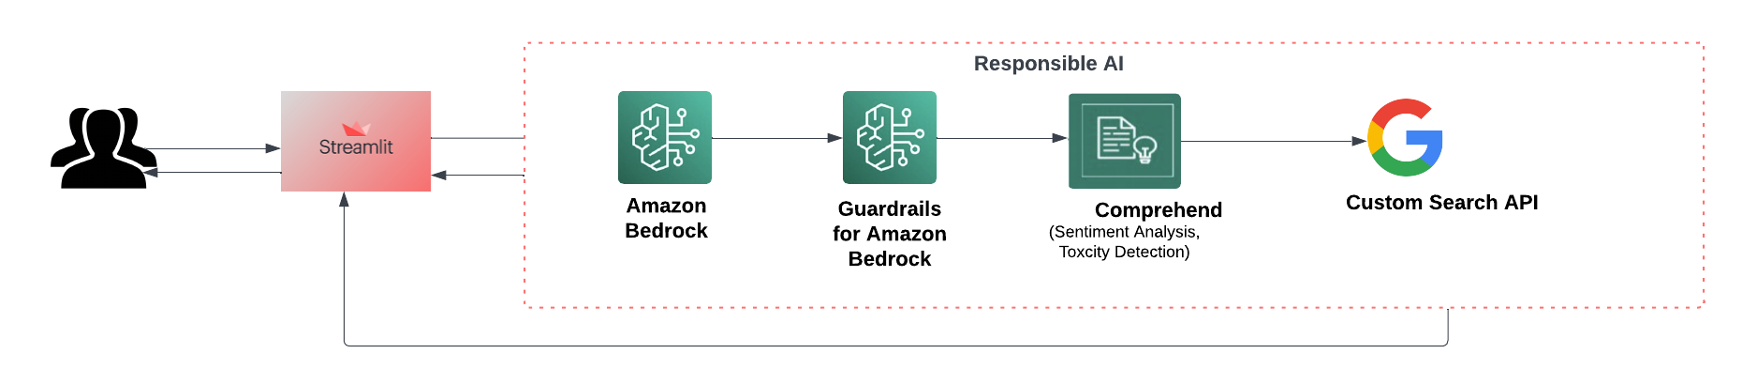 Responsible AI
Streamlit
Amazon
Bedrock
Guardrails
for Amazon
Bedrock
Comprehend
(Sentiment Analysis,
Toxcity Detection)
Custom Search API